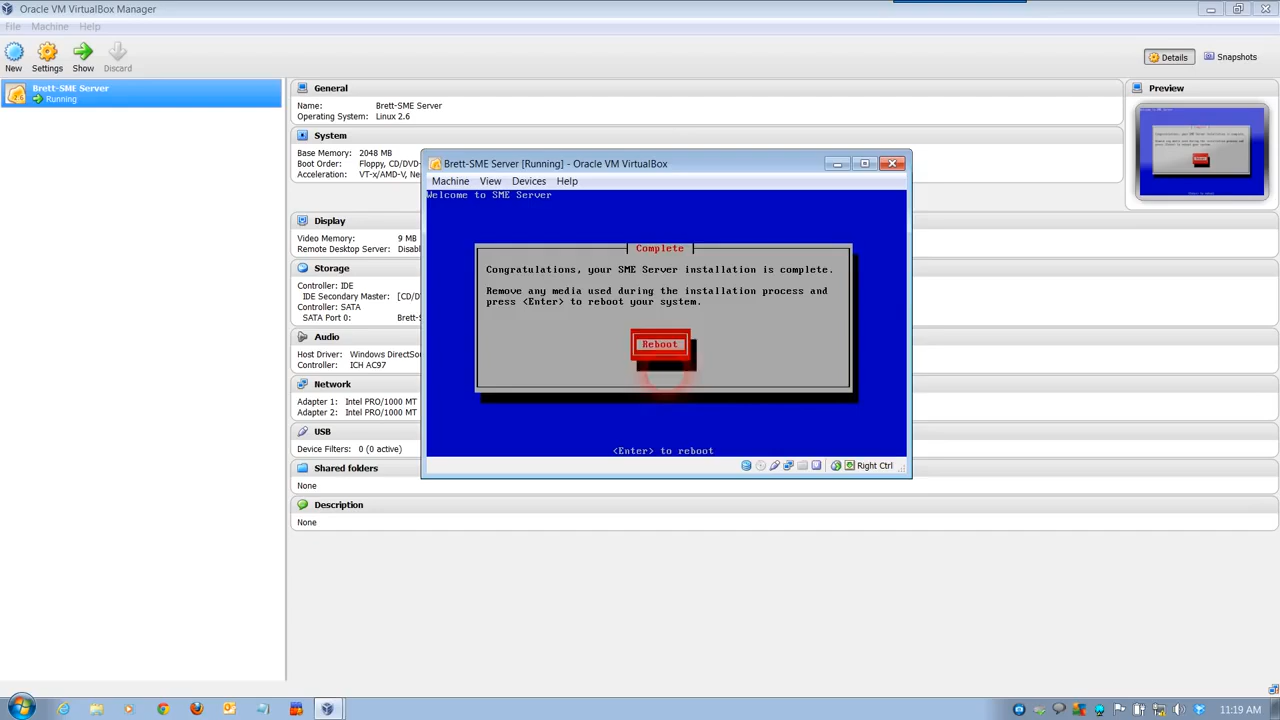 Oracle VM VirtualBox Manager
File Machine Help
New Settings Show Discard
Details Snapshots
Brett-SME Server
Running
General
Name: Brett-SME Server
Operating System: Linux 2.6
System
Base Memory: 2048 MB
Boot Order: Floppy, CD/DVD-
Acceleration: VT-x/AMD-V, Ne
Display
Video Memory: 9 MB
Remote Desktop Server: Disab
Storage
Controller: IDE
IDE Secondary Master: [CD/D
Controller: SATA
SATA Port 0: Brett-
Audio
Host Driver: Windows DirectSou
Controller: ICH AC97
Network
Adapter 1: Intel PRO/1000 MT
Adapter 2: Intel PRO/1000 MT
USB
Device Filters: 0 (0 active)
Shared folders
None
Description
None
Preview
Brett-SME Server [Running] - Oracle VM VirtualBox
Machine View Devices Help
Welcome to SME Server
Complete
Congratulations, your SME Server installation is complete.
Remove any media used during the installation process and
press <Enter> to reboot your system.
Reboot
<Enter> to reboot
Right Ctrl
11:19 AM